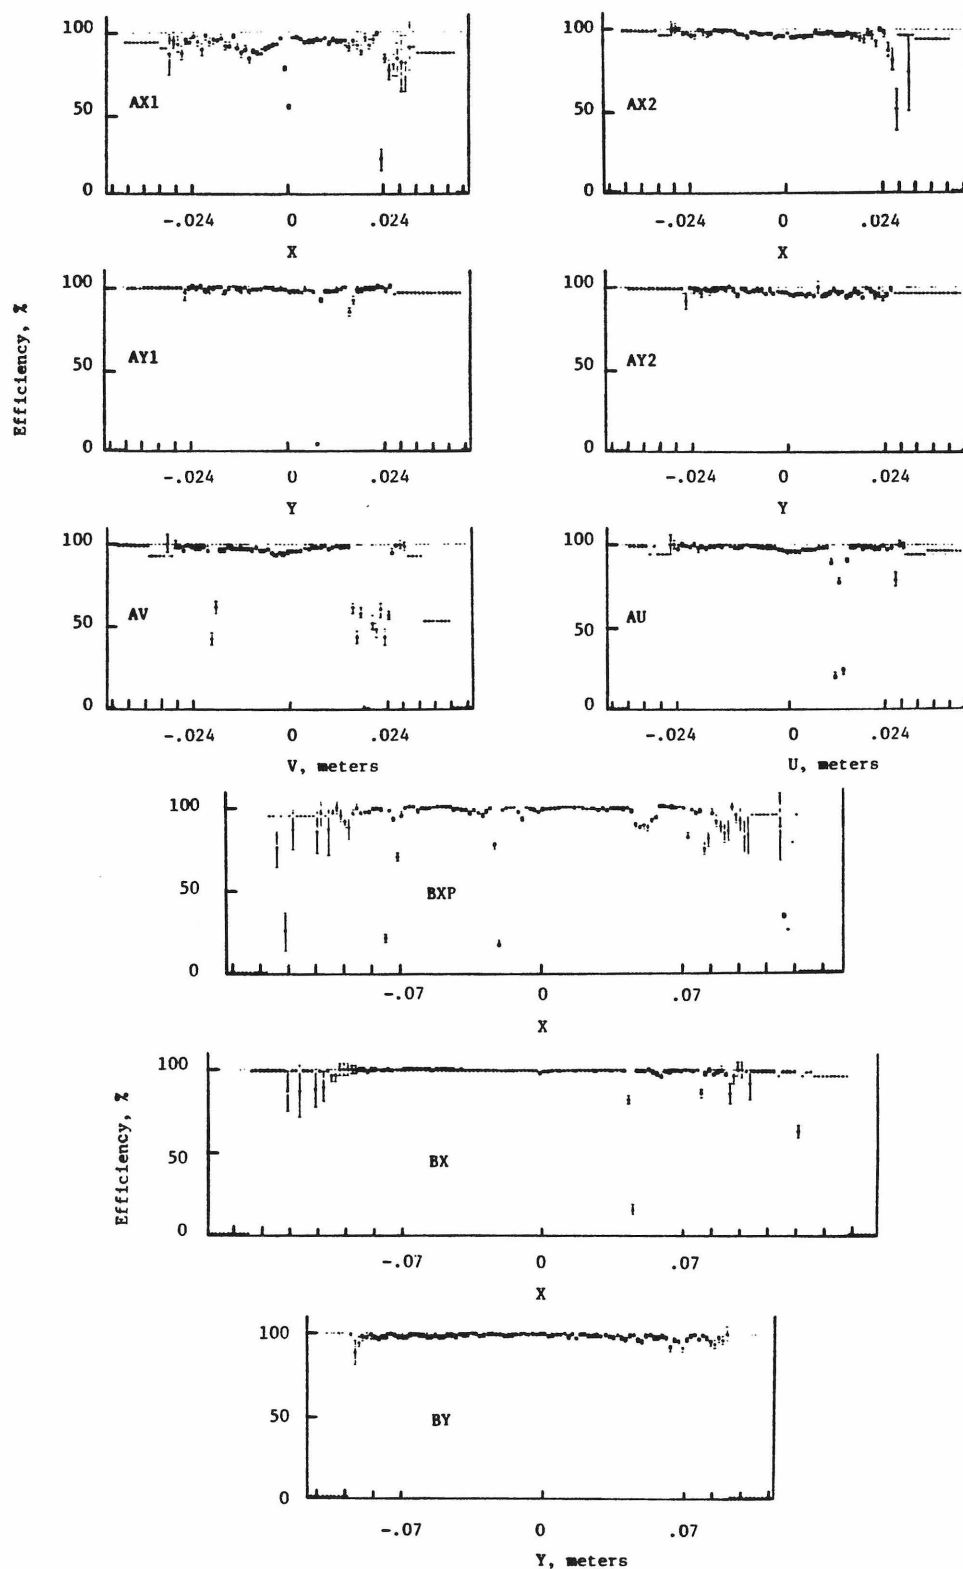 100
50
0
AX1
-.024 0 .024
X
100
50
0
AX2
-.024 0 .024
X
Efficiency, %
100
50
0
AY1
-.024 0 .024
Y
100
50
0
AY2
-.024 0 .024
Y
100
50
0
AV
-.024 0 .024
V, meters
100
50
0
AU
-.024 0 .024
U, meters
100
50
0
BXP
-.07 0 .07
X
Efficiency, %
100
50
0
BX
-.07 0 .07
X
100
50
0
BY
-.07 0 .07
Y, meters